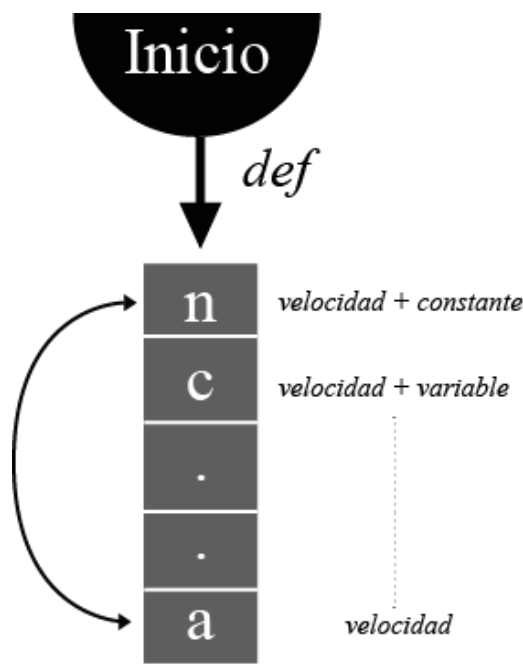 Inicio
def
n velocidad + constante
c velocidad + variable
.
.
a velocidad